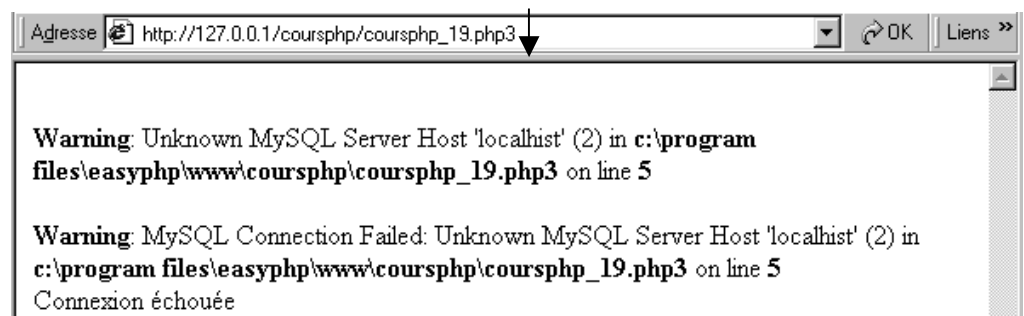 Adresse http://127.0.0.1/coursphp/coursphp_19.php3 OK Liens »
Warning: Unknown MySQL Server Host 'localhist' (2) in c:\program
files\easyphp\www\coursphp\coursphp_19.php3 on line 5
Warning: MySQL Connection Failed: Unknown MySQL Server Host 'localhist' (2) in
c:\program files\easyphp\www\coursphp\coursphp_19.php3 on line 5
Connexion échouée